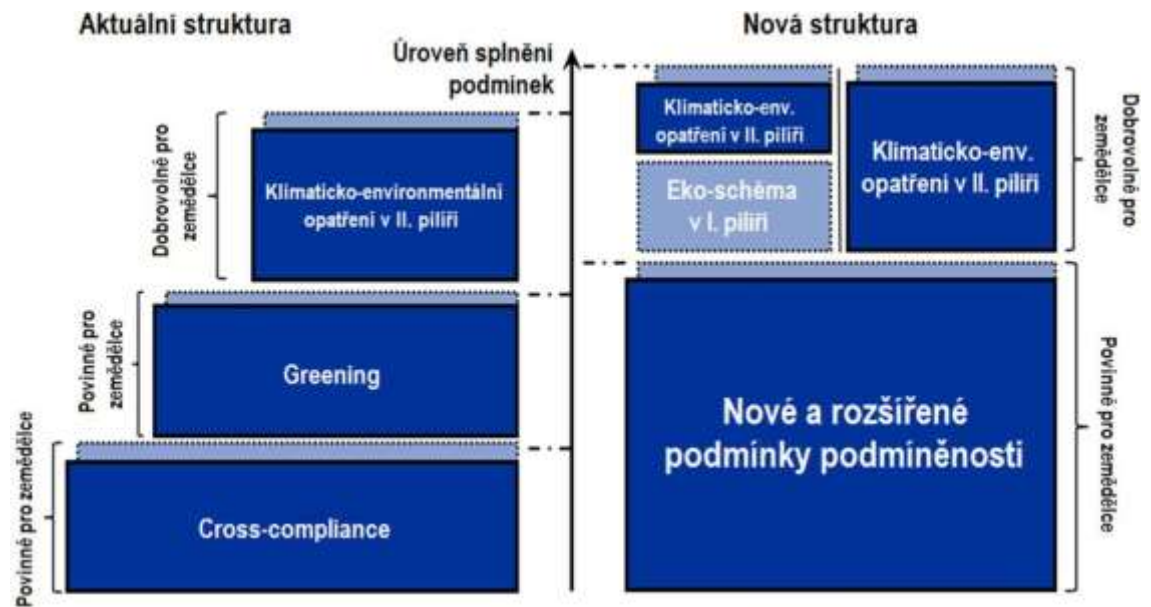 Aktuální struktura
Nová struktura
Úroveň splnění
podmínek
Dobrovolné pro
zemědělce
Klimaticko-environmentální
opatření v II. pilíři
Povinné pro
zemědělce
Greening
Povinné pro zemědělce
Cross-compliance
Klimaticko-env.
opatření v II. pilíři
Eko-schéma
v I. pilíři
Klimaticko-env.
opatření v II. pilíři
Dobrovolné pro
zemědělce
Nové a rozšířené
podmínky podmíněnosti
Povinné pro zemědělce